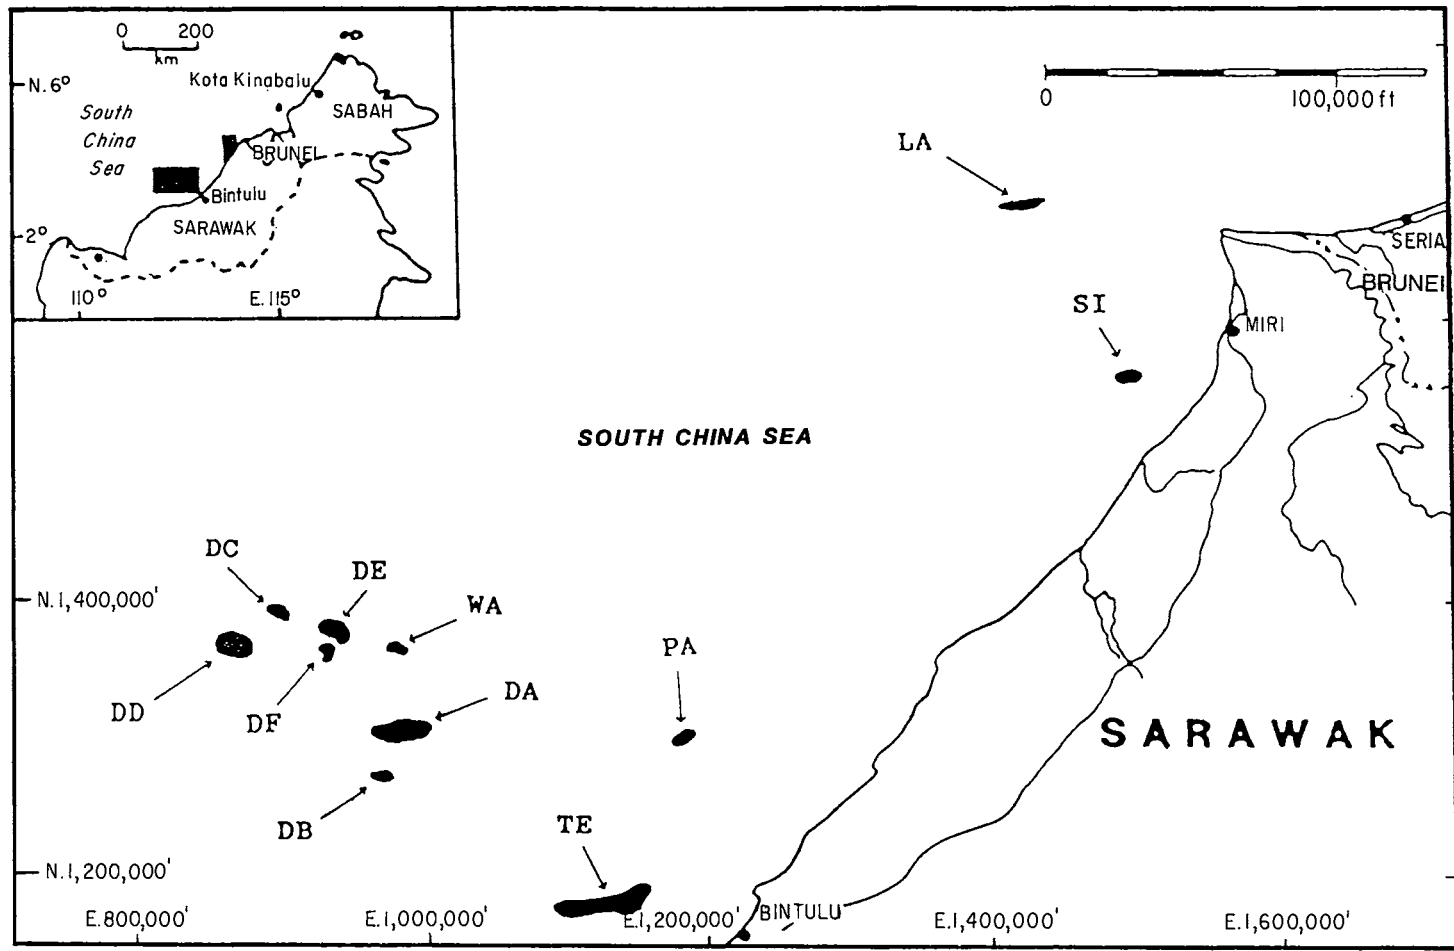 0 200
km
N.6°
Kota Kinabalu
South
China
Sea
SABAH
BRUNEI
Bintulu
SARAWAK
2°
110°
E.115°
0
100,000 ft
LA
SERIA
BRUNEI
SI
MIRI
SOUTH CHINA SEA
DC
DE
N.1,400,000'
WA
PA
DD
DF
DA
SARAWAK
DB
TE
N.1,200,000'
BINTULU
E.800,000'
E.1,000,000'
E.1,200,000'
E.1,400,000'
E.1,600,000'